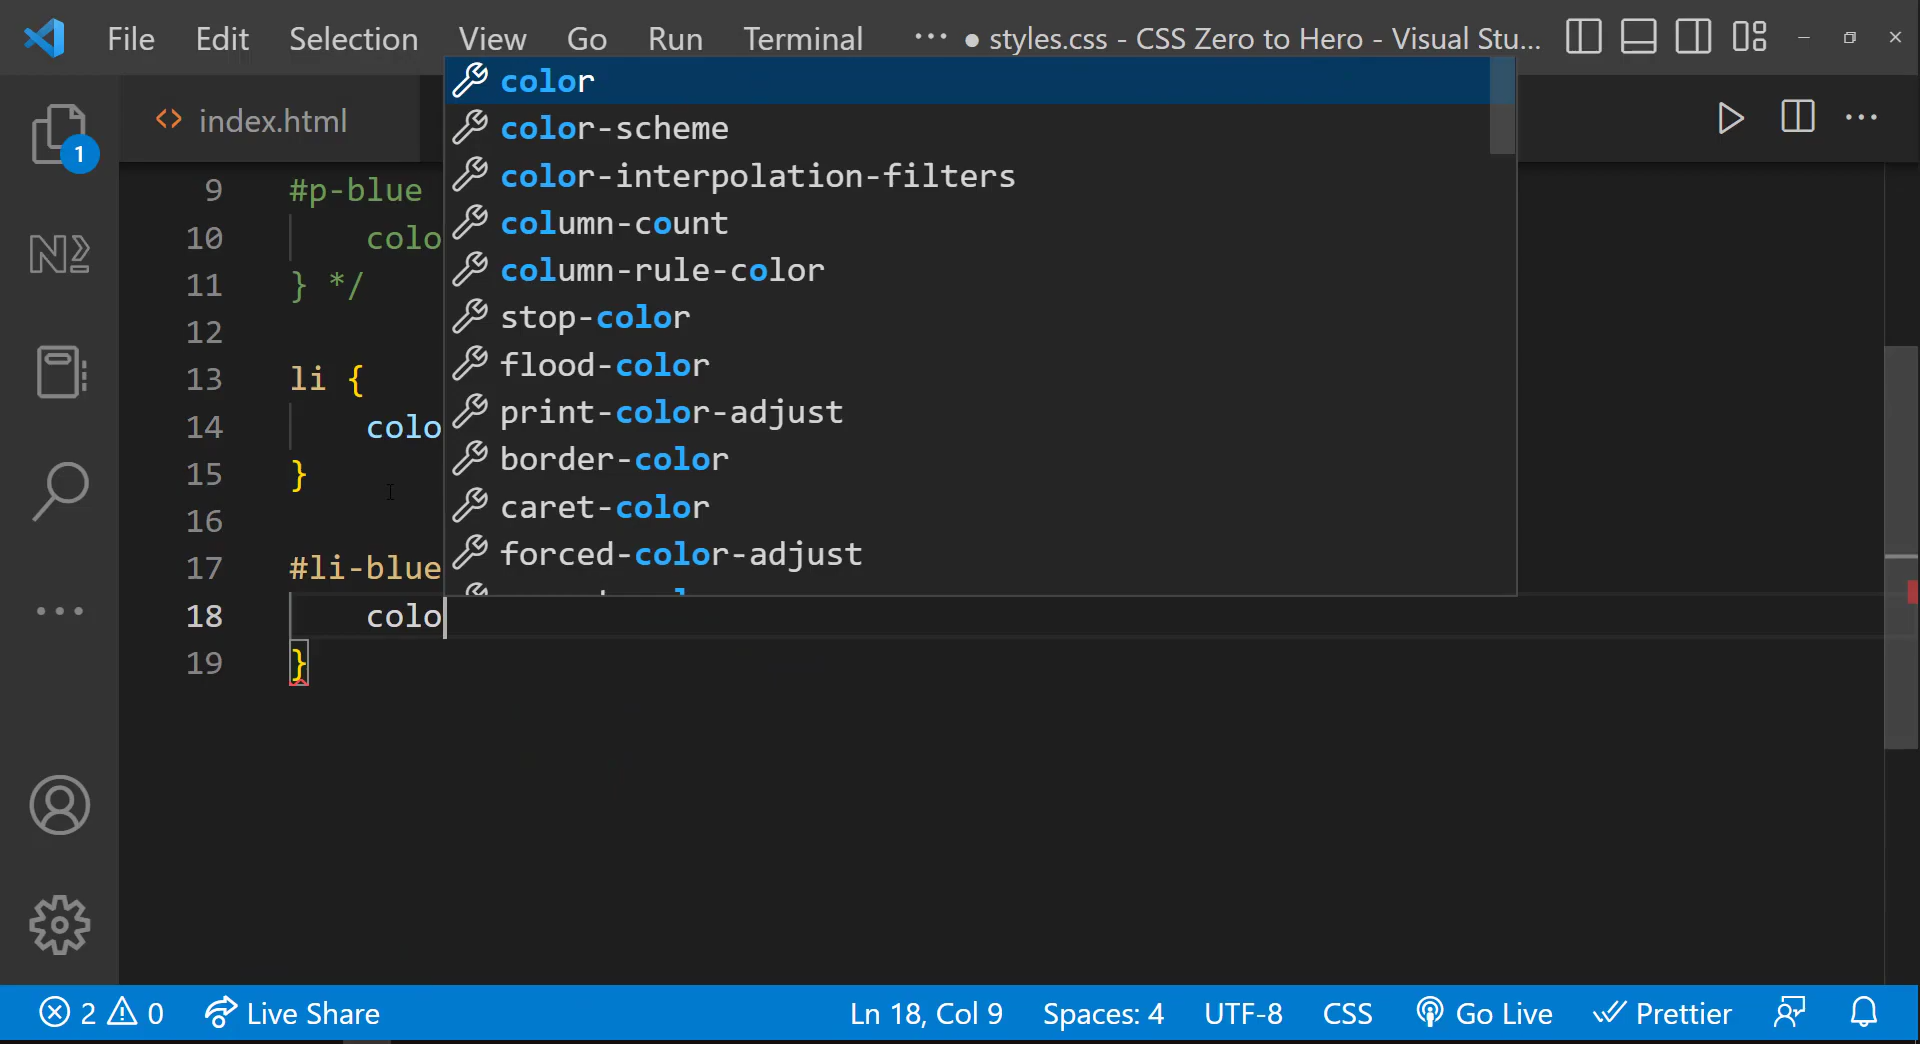 File Edit Selection View Go Run Terminal ··· ● styles.css - CSS Zero to Hero - Visual Stu...
index.html
1
9 #p-blue
10 colo
11 } */
12
13 li {
14 colo
15 }
16
17 #li-blue
18 colo
19 }
color
color-scheme
color-interpolation-filters
column-count
column-rule-color
stop-color
flood-color
print-color-adjust
border-color
caret-color
forced-color-adjust
2 0 Live Share Ln 18, Col 9 Spaces: 4 UTF-8 CSS Go Live Prettier